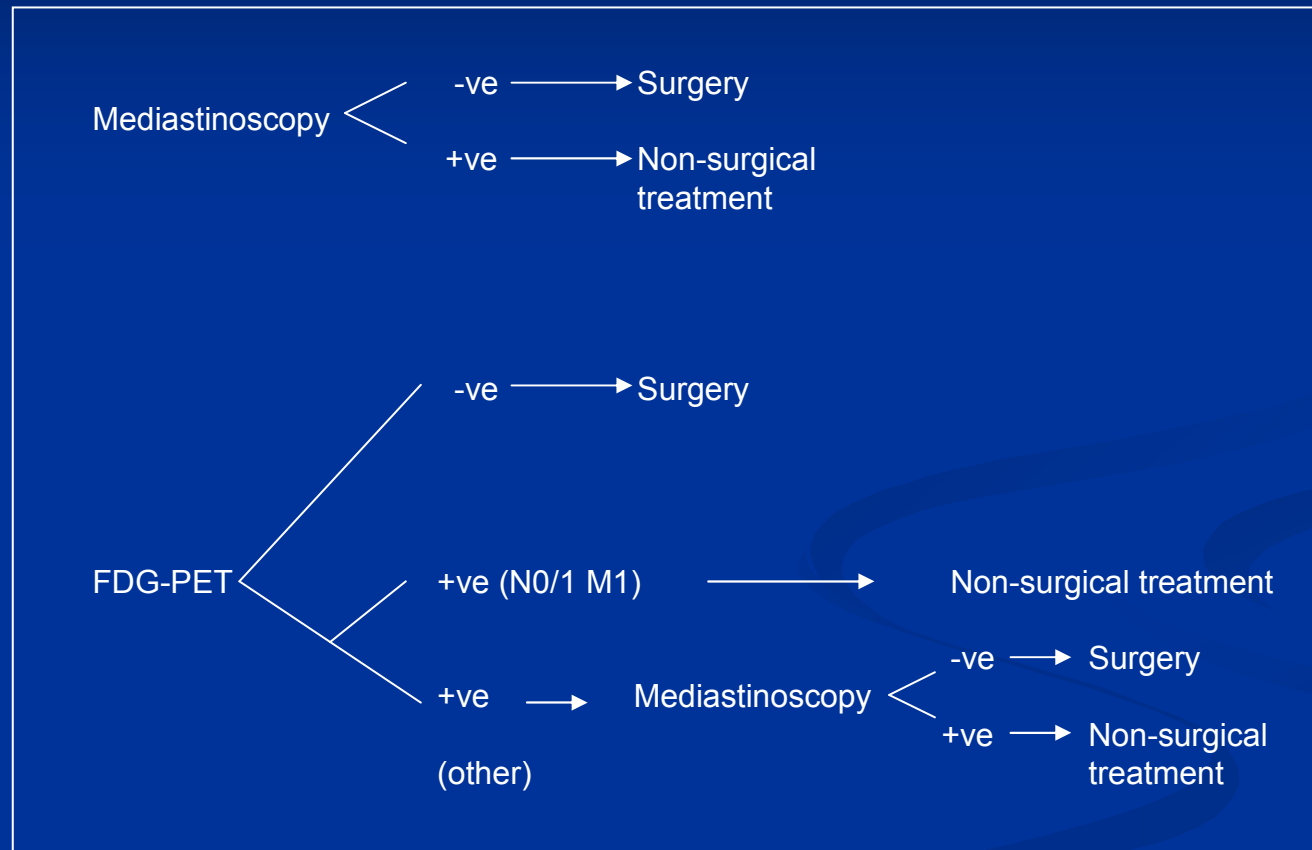 -ve Surgery
Mediastinoscopy
+ve Non-surgical
treatment
-ve Surgery
FDG-PET +ve (N0/1 M1) Non-surgical treatment
-ve Surgery
+ve Mediastinoscopy
+ve Non-surgical
(other) treatment